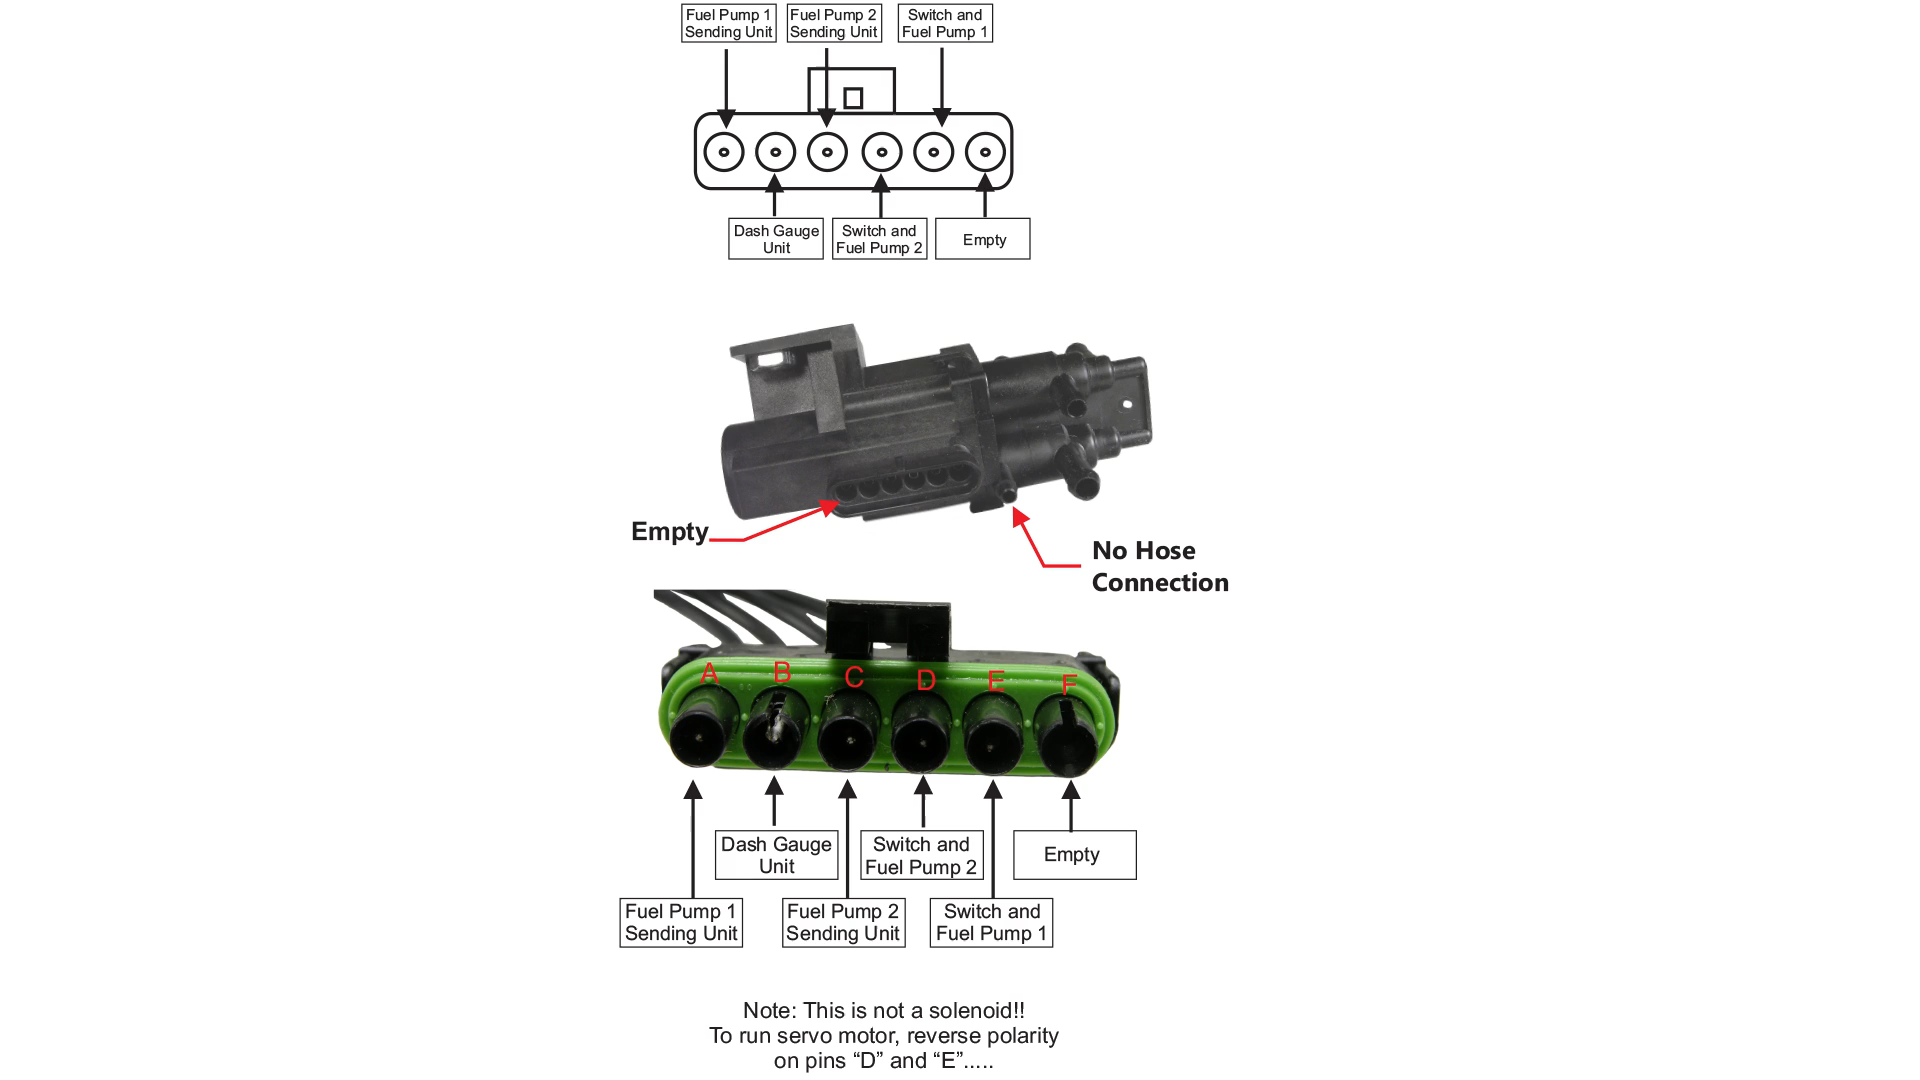 Fuel Pump 1
Sending Unit
Fuel Pump 2
Sending Unit
Switch and
Fuel Pump 1
Dash Gauge
Unit
Switch and
Fuel Pump 2
Empty
Empty
No Hose
Connection
A
B
C
D
E
F
Dash Gauge
Unit
Switch and
Fuel Pump 2
Empty
Fuel Pump 1
Sending Unit
Fuel Pump 2
Sending Unit
Switch and
Fuel Pump 1
Note: This is not a solenoid!!
To run servo motor, reverse polarity
on pins “D” and “E”.....